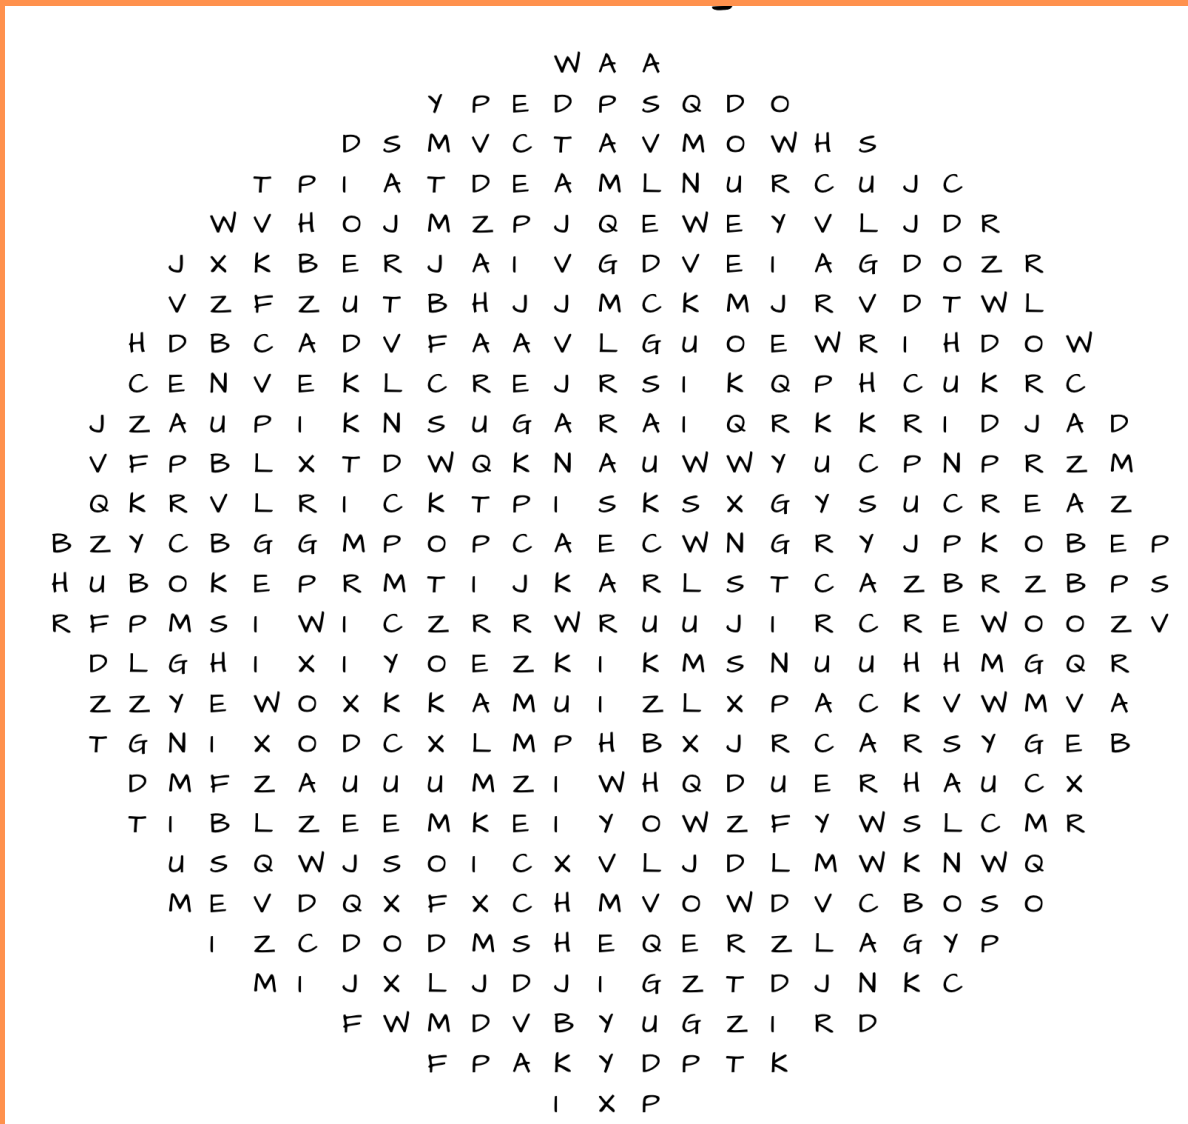 W A A
Y P E D P S Q D O
D S M V C T A V M O W H S
T P I A T D E A M L N U R C U J C
W V H O J M Z P J Q E W E Y V L J D R
J X K B E R J A I V G D V E I A G D O Z R
V Z F Z U T B H J J M C K M J R V D T W L
H D B C A D V F A A V L G U O E W R I H D O W
C E N V E K L C R E J R S I K Q P H C U K R C
J Z A U P I K N S U G A R A I Q R K K R I D J A D
V F P B L X T D W Q K N A U W W Y U C P N P R Z M
Q K R V L R I C K T P I S K S X G Y S U C R E A Z
B Z Y C B G G M P O P C A E C W N G R Y J P K O B E P
H U B O K E P R M T I J K A R L S T C A Z B R Z B P S
R F P M S I W I C Z R R W R U U J I R C R E W O O Z V
D L G H I X I Y O E Z K I K M S N U U H H M G Q R
Z Z Y E W O X K K A M U I Z L X P A C K V W M V A
T G N I X O D C X L M P H B X J R C A R S Y G E B
D M F Z A U U U M Z I W H Q D U E R H A U C X
T I B L Z E E M K E I Y O W Z F Y W S L C M R
U S Q W J S O I C X V L J D L M W K N W Q
M E V D Q X F X C H M V O W D V C B O S O
I Z C D O D M S H E Q E R Z L A G Y P
M I J X L J D J I G Z T D J N K C
F W M D V B Y U G Z I R D
F P A K Y D P T K
I X P